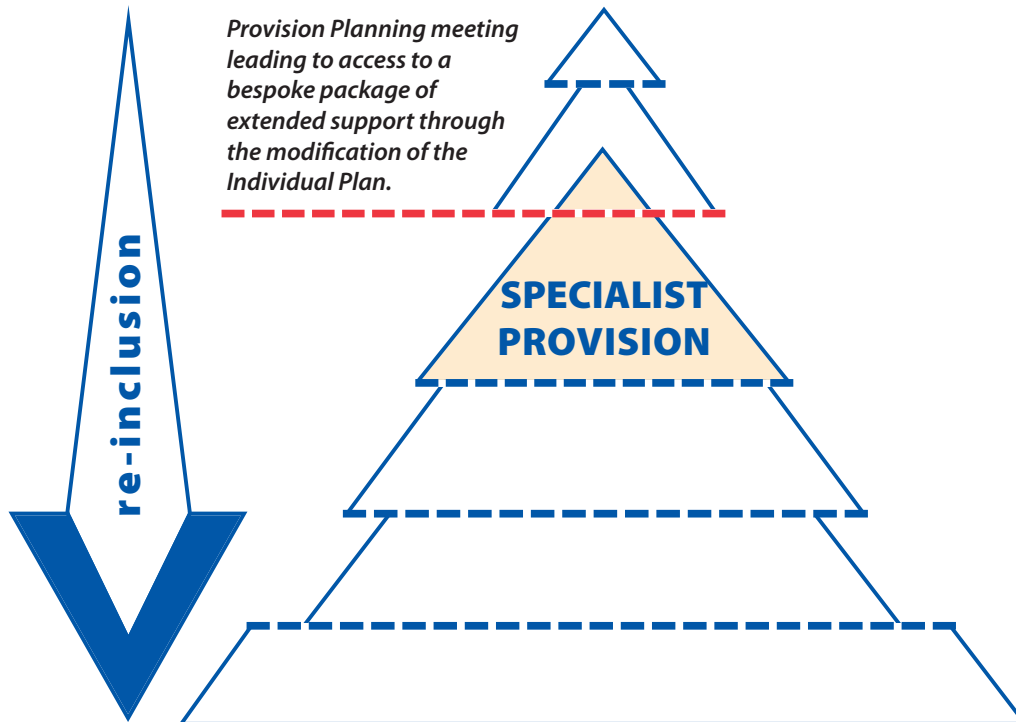 Provision Planning meeting
leading to access to a
bespoke package of
extended support through
the modification of the
Individual Plan.
re-inclusion
SPECIALIST
PROVISION